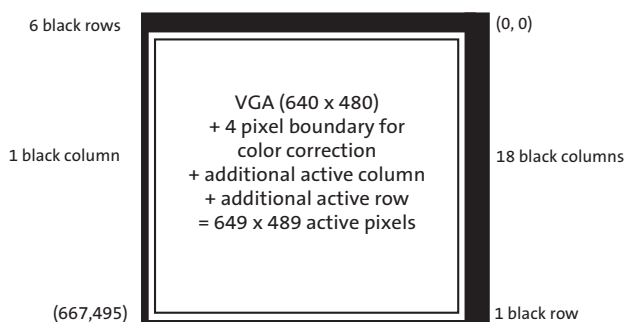 6 black rows
(0, 0)
VGA (640 x 480)
+ 4 pixel boundary for
color correction
+ additional active column
+ additional active row
= 649 x 489 active pixels
1 black column
18 black columns
(667,495)
1 black row